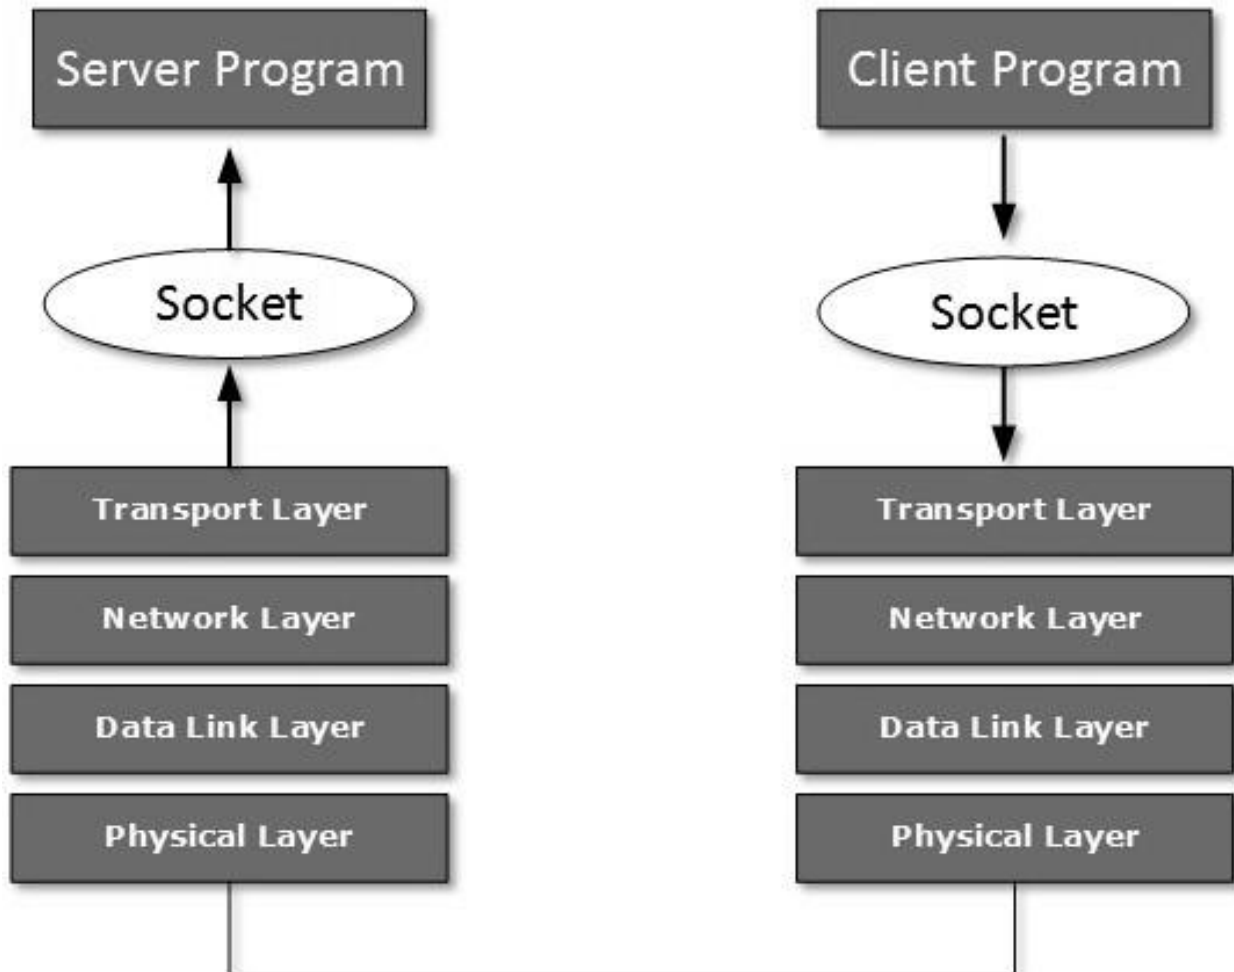 Server Program
Client Program
Socket
Socket
Transport Layer
Transport Layer
Network Layer
Network Layer
Data Link Layer
Data Link Layer
Physical Layer
Physical Layer